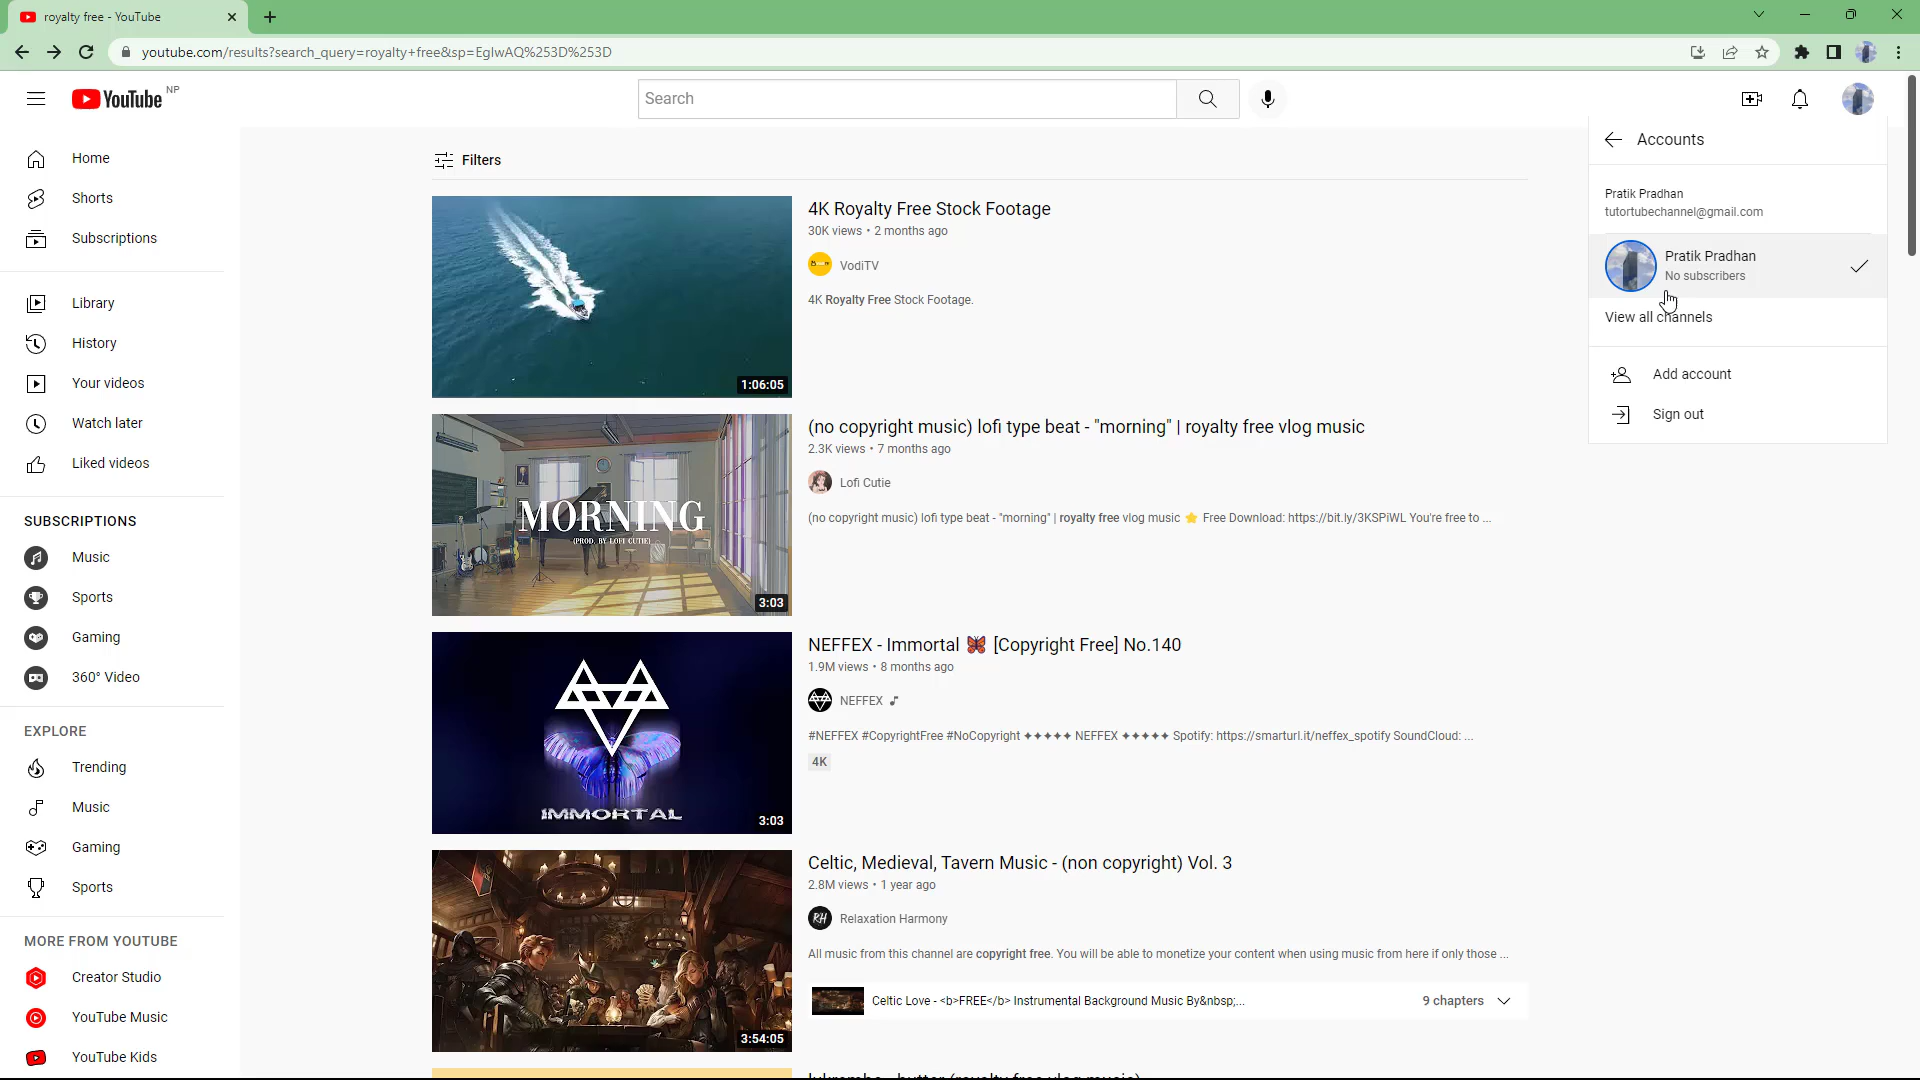 royalty free - YouTube
youtube.com/results?search_query=royalty+free&sp=EgIwAQ%253D%253D
YouTube NP
Search
Home
Shorts
Subscriptions
Library
History
Your videos
Watch later
Liked videos
SUBSCRIPTIONS
Music
Sports
Gaming
360° Video
EXPLORE
Trending
Music
Gaming
Sports
MORE FROM YOUTUBE
Creator Studio
YouTube Music
YouTube Kids
Filters
1:06:05
4K Royalty Free Stock Footage
30K views • 2 months ago
VodiTV
4K Royalty Free Stock Footage.
MORNING
(PROD. BY LOFI CUTIE)
3:03
(no copyright music) lofi type beat - "morning" | royalty free vlog music
2.3K views • 7 months ago
Lofi Cutie
(no copyright music) lofi type beat - "morning" | royalty free vlog music ⭐ Free Download: https://bit.ly/3KSPiWL You're free to ...
IMMORTAL
3:03
NEFFEX - Immortal 🦋 [Copyright Free] No.140
1.9M views • 8 months ago
NEFFEX
#NEFFEX #CopyrightFree #NoCopyright ✦✦✦✦✦ NEFFEX ✦✦✦✦✦ Spotify: https://smarturl.it/neffex_spotify SoundCloud: ...
4K
3:54:05
Celtic, Medieval, Tavern Music - (non copyright) Vol. 3
2.8M views • 1 year ago
RH Relaxation Harmony
All music from this channel are copyright free. You will be able to monetize your content when using music from here if only those ...
Celtic Love - <b>FREE</b> Instrumental Background Music By&nbsp;...
9 chapters
Accounts
Pratik Pradhan
tutortubechannel@gmail.com
Pratik Pradhan
No subscribers
View all channels
Add account
Sign out